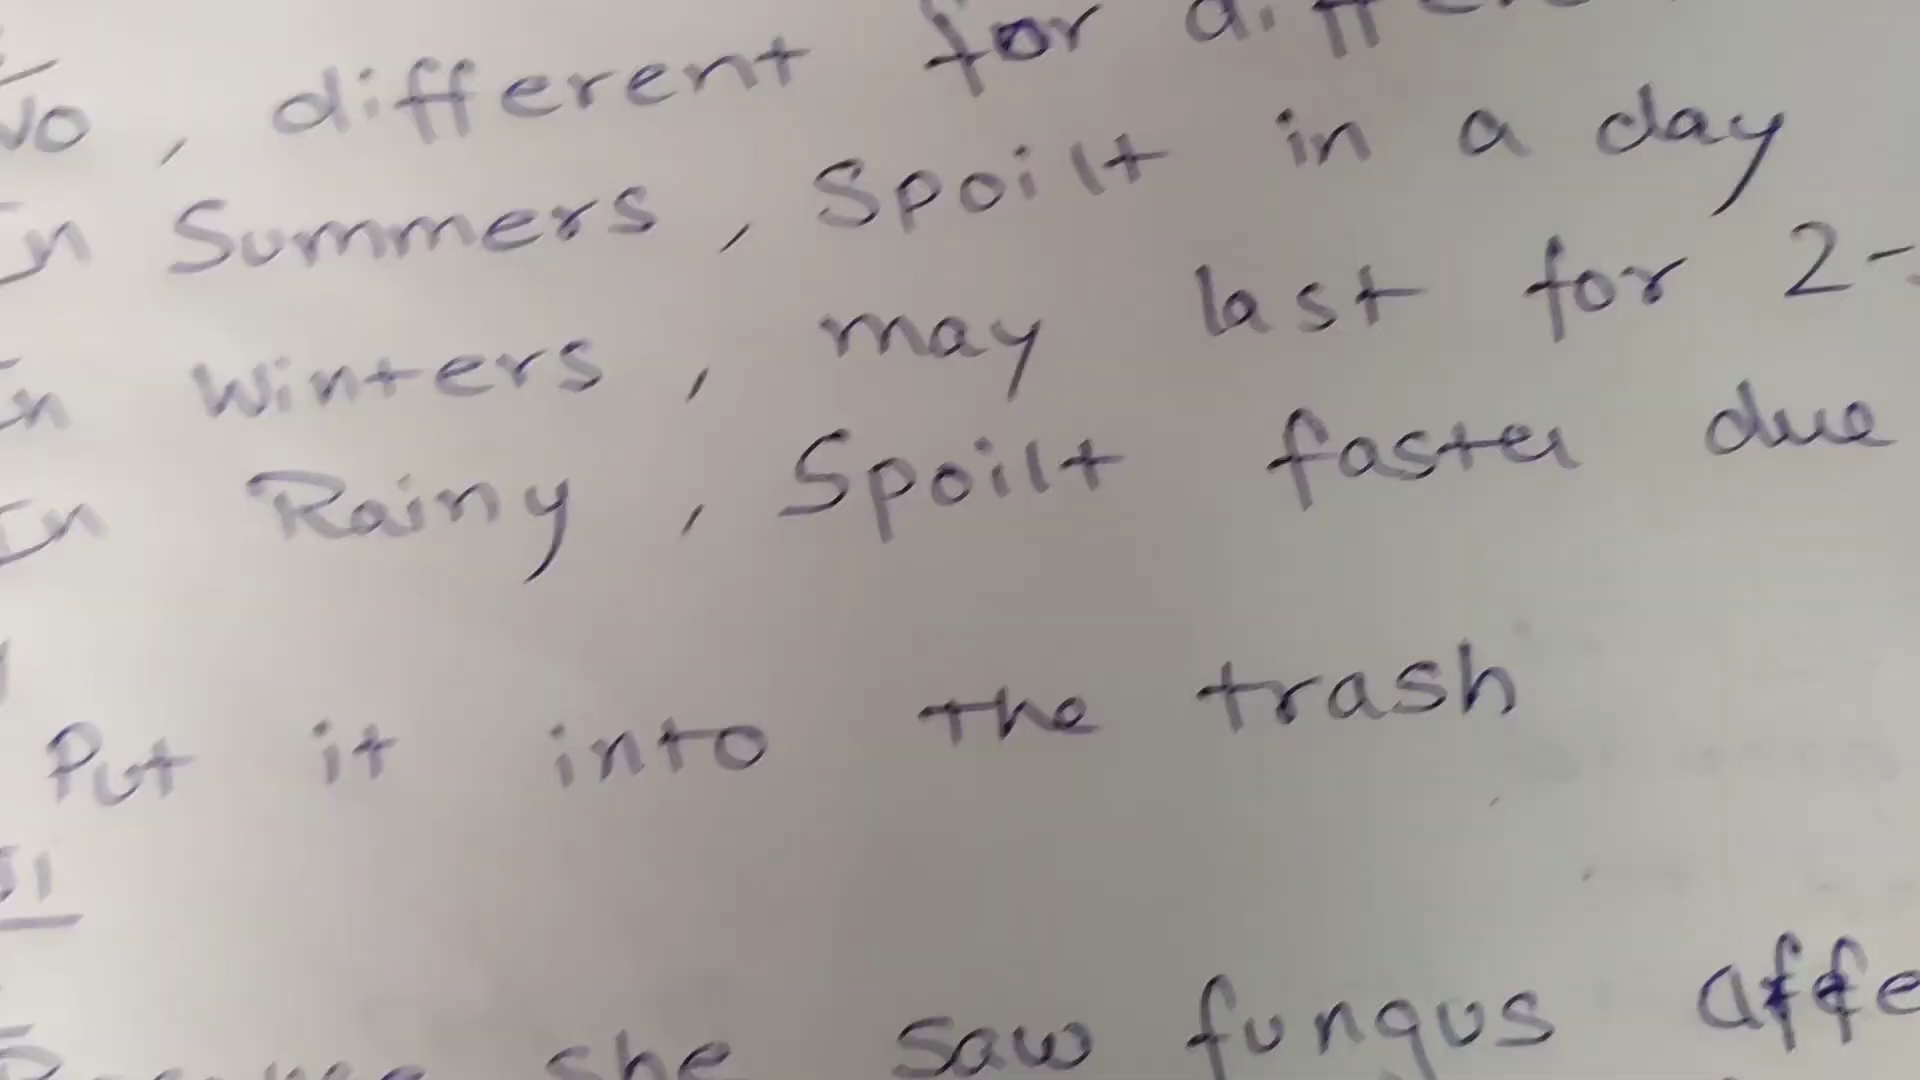 No, different for
In Summers, Spoilt in a day
In Winters, may last for 2-
In Rainy, Spoilt faster due
Put it into the trash
she saw fungus